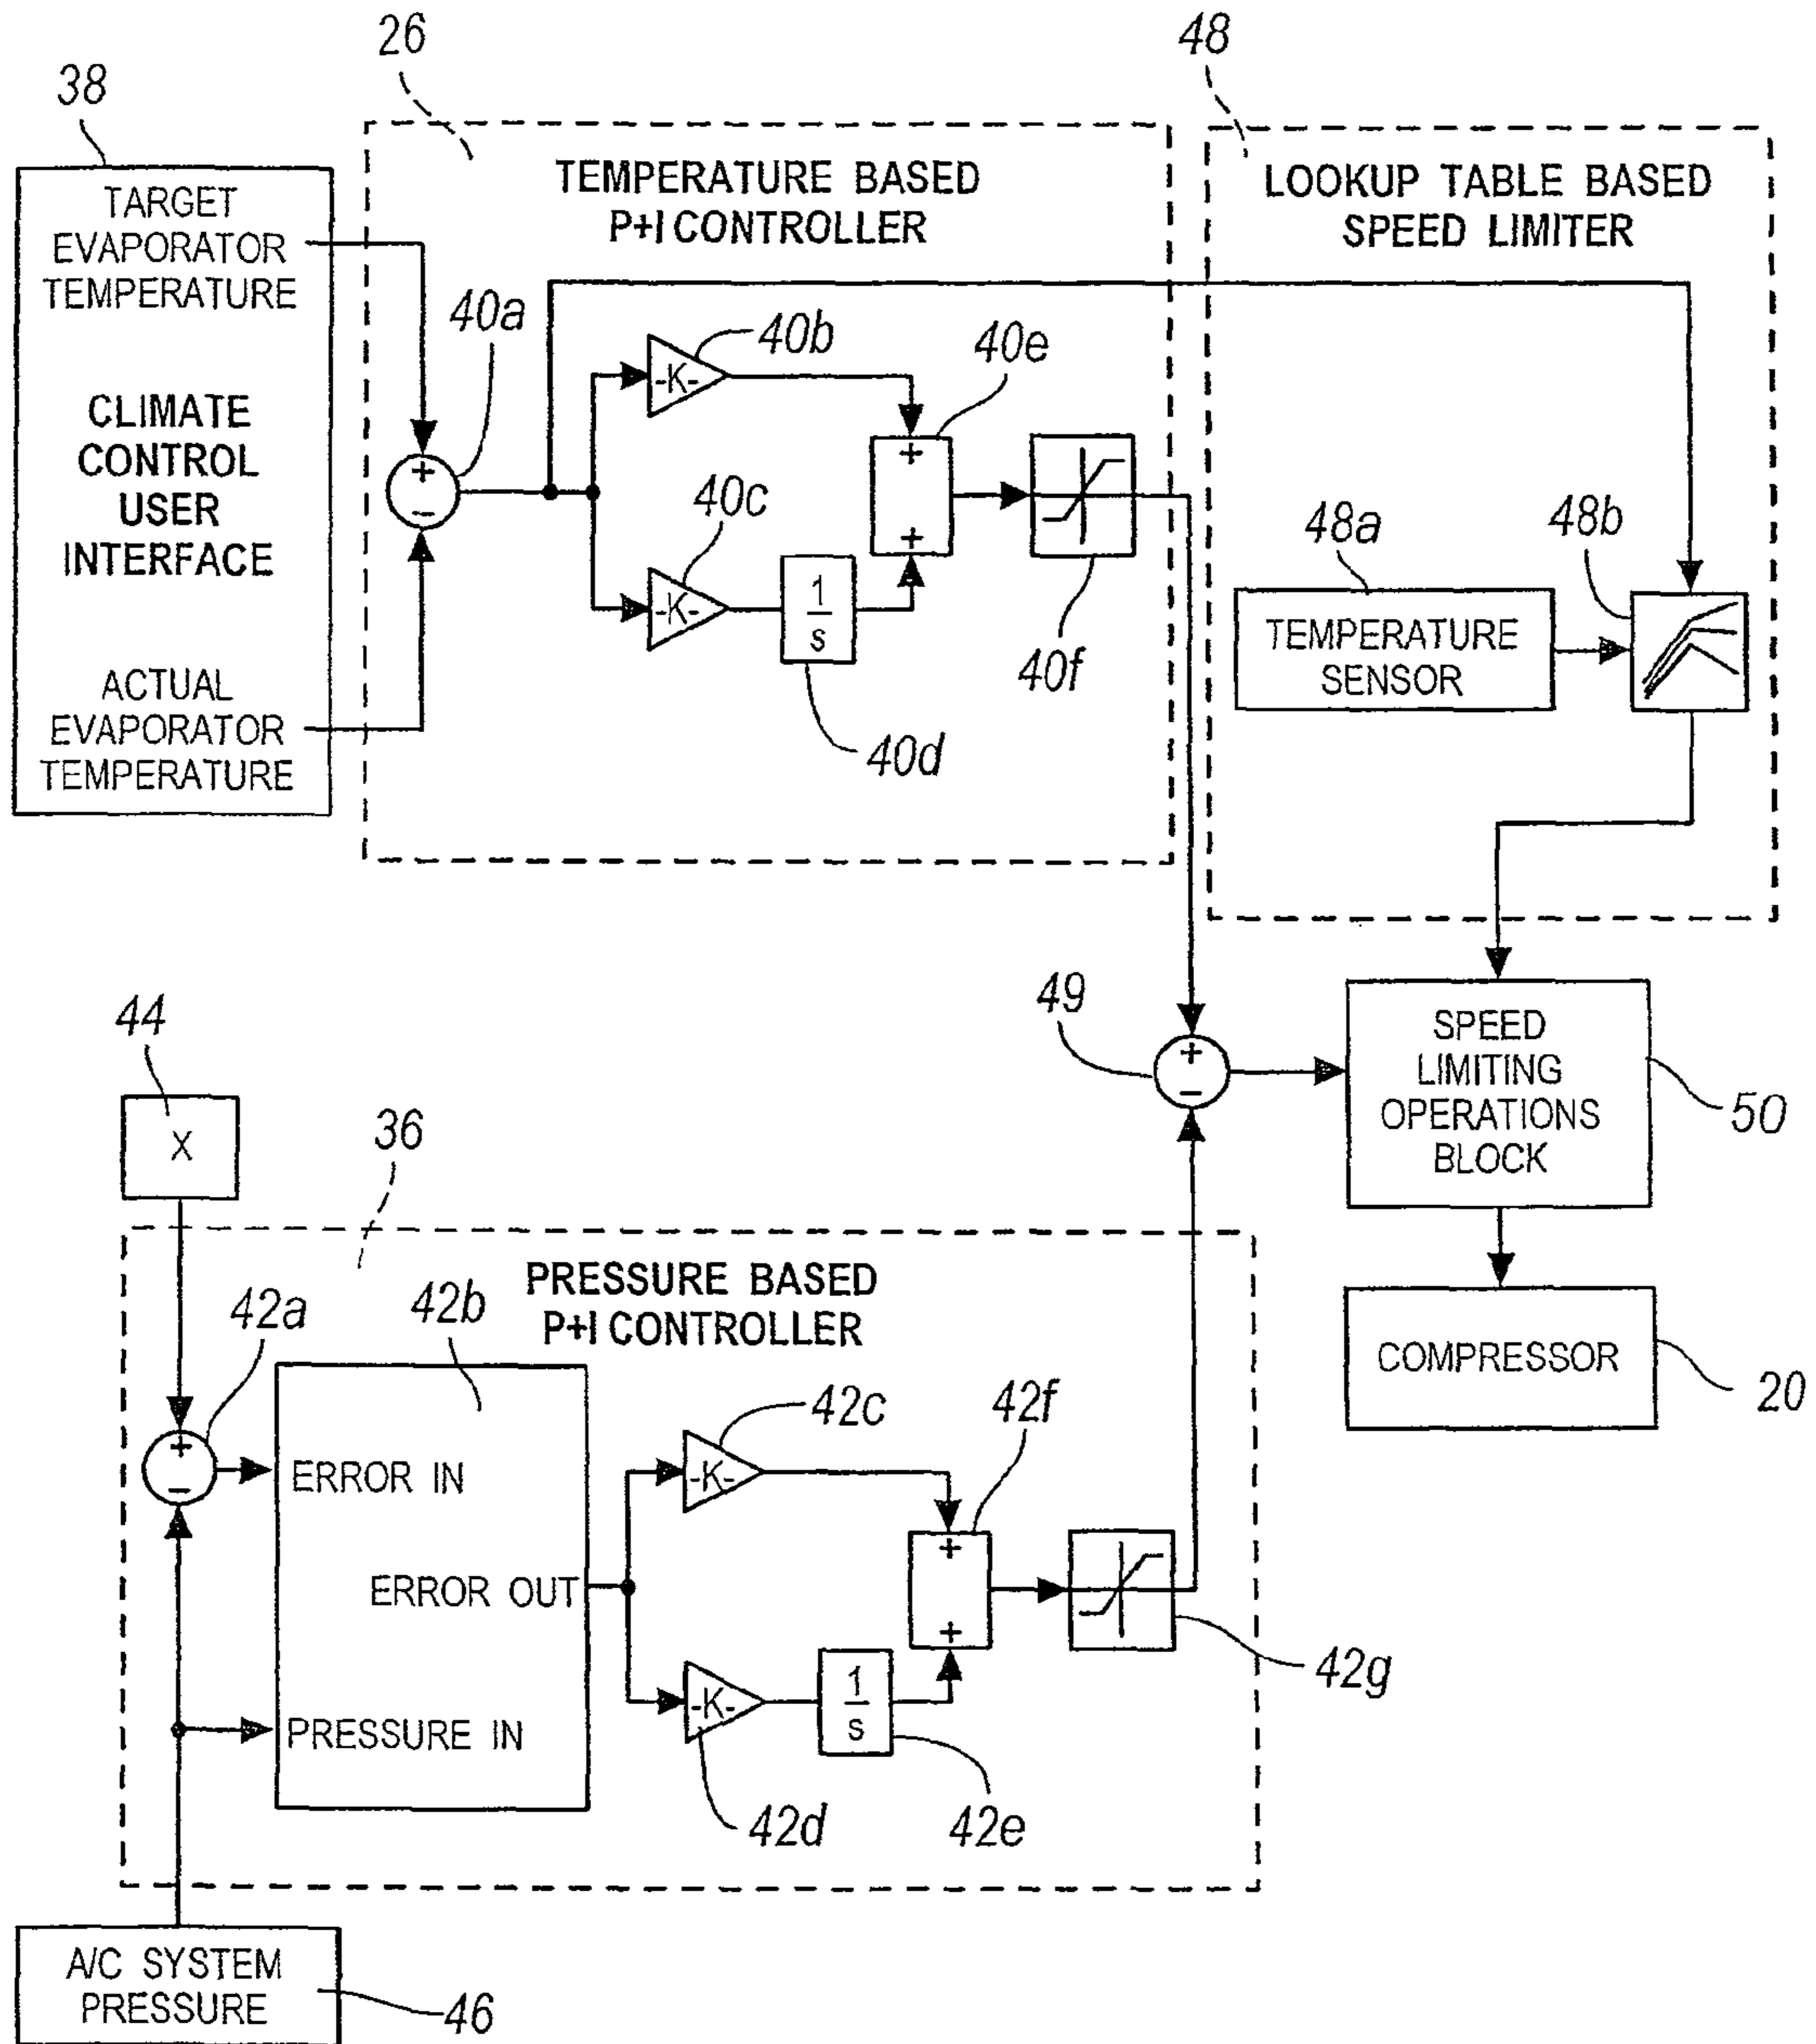 26
48
38
TARGET
EVAPORATOR
TEMPERATURE
CLIMATE
CONTROL
USER
INTERFACE
ACTUAL
EVAPORATOR
TEMPERATURE
TEMPERATURE BASED
P+I CONTROLLER
40a
+
−
40b
-K-
40c
-K-
1
s
40d
40e
+
+
40f
LOOKUP TABLE BASED
SPEED LIMITER
48a
TEMPERATURE
SENSOR
48b
49
+
−
SPEED
LIMITING
OPERATIONS
BLOCK
50
COMPRESSOR
20
44
X
36
PRESSURE BASED
P+I CONTROLLER
42a
+
−
42b
ERROR IN
ERROR OUT
PRESSURE IN
42c
-K-
42d
-K-
1
s
42e
42f
+
+
42g
A/C SYSTEM
PRESSURE
46